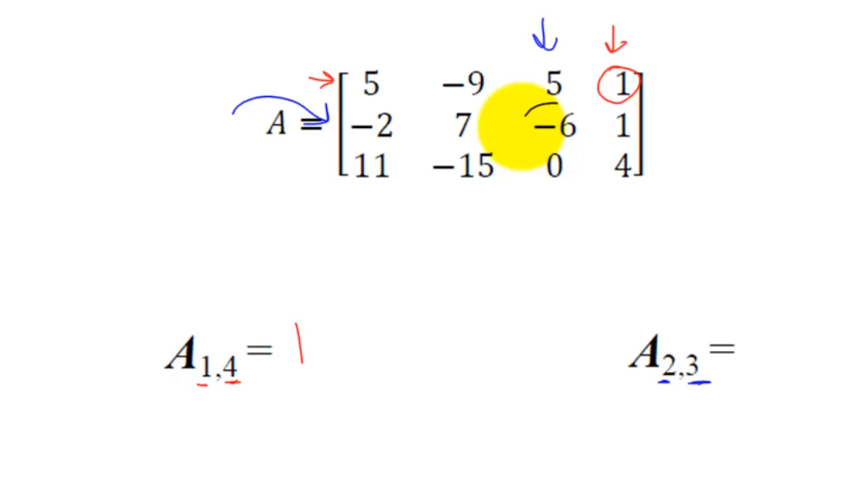 5 −9 5 1
A = −2 7 −6 1
11 −15 0 4
A1,4 = 1
A2,3 =